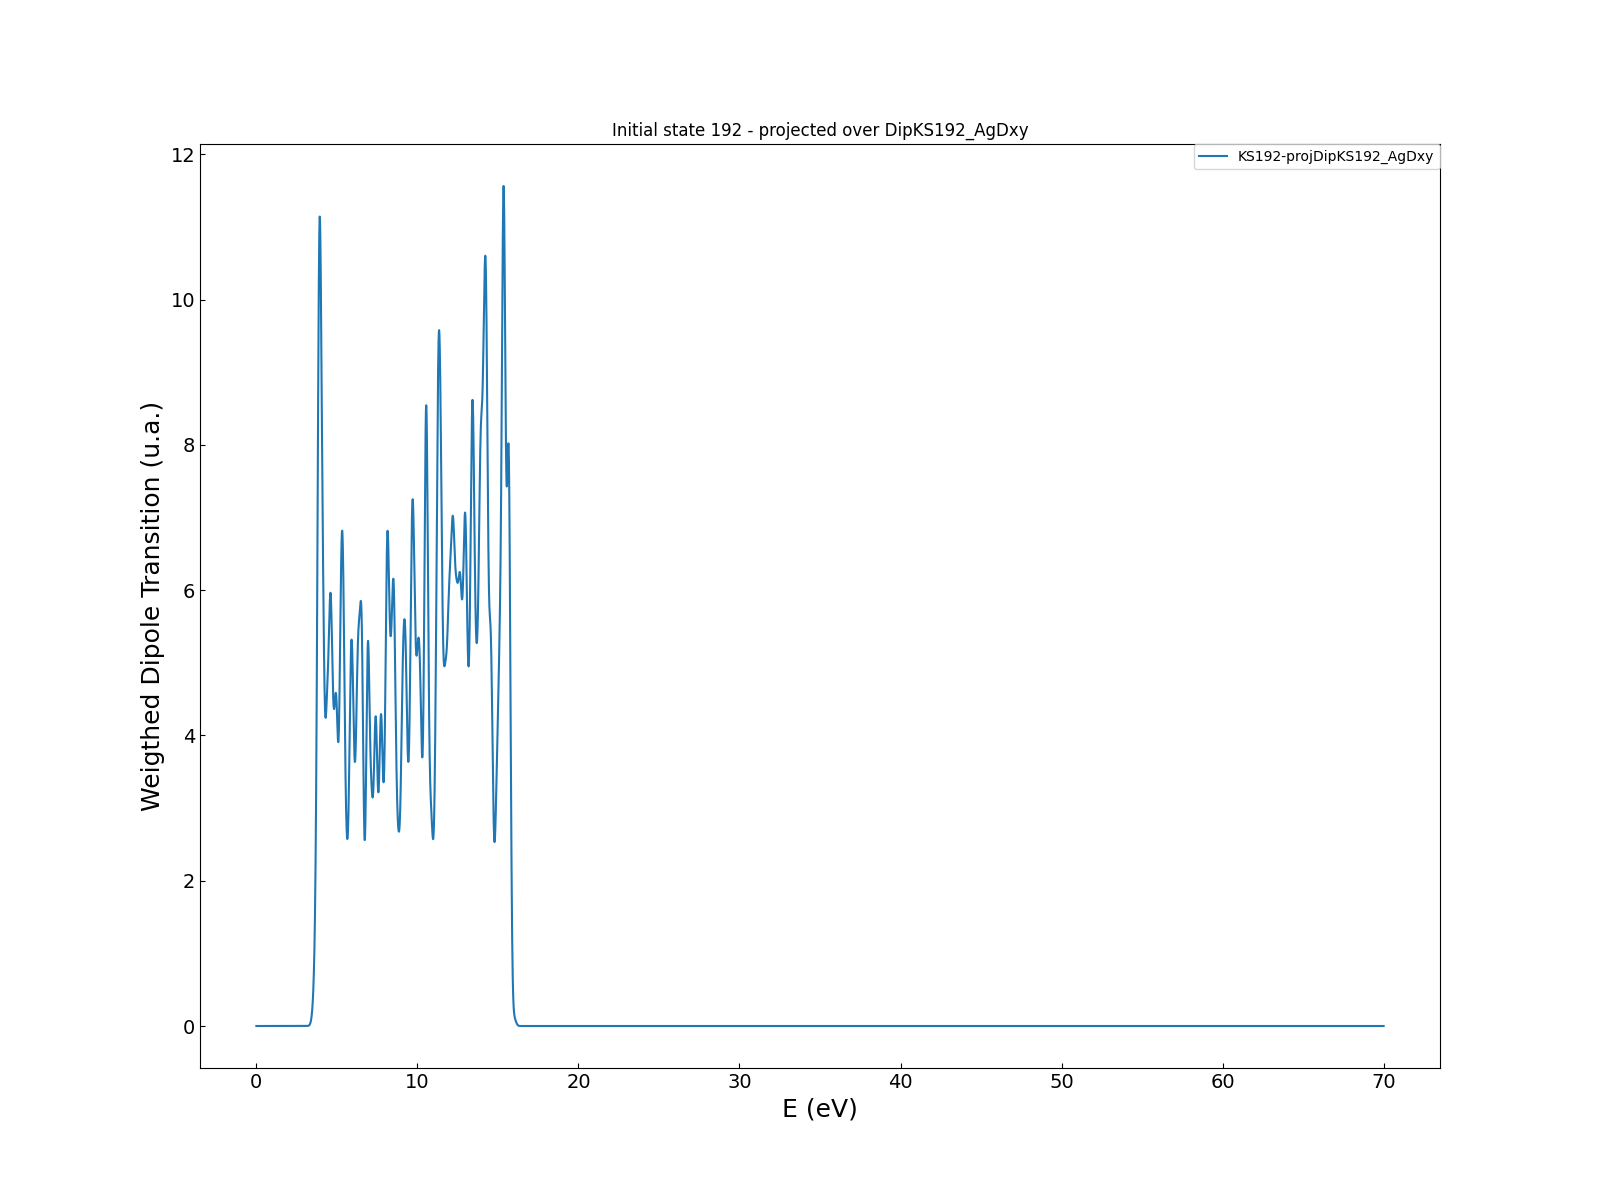 Initial state 192 - projected over DipKS192_AgDxy
KS192-projDipKS192_AgDxy
12
10
8
6
4
2
0
Weigthed Dipole Transition (u.a.)
0 10 20 30 40 50 60 70
E (eV)